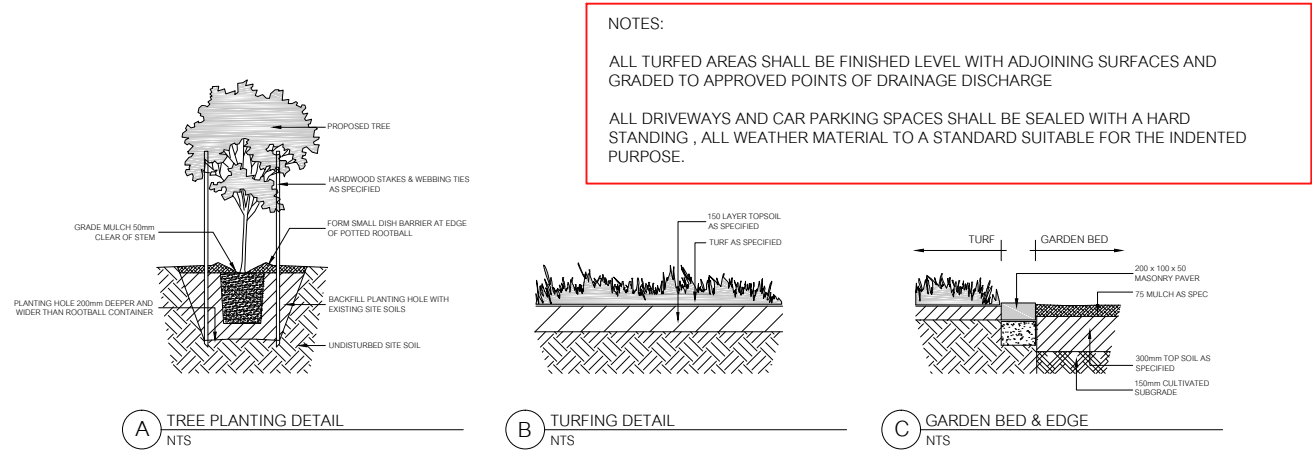 NOTES:
ALL TURFED AREAS SHALL BE FINISHED LEVEL WITH ADJOINING SURFACES AND
GRADED TO APPROVED POINTS OF DRAINAGE DISCHARGE
ALL DRIVEWAYS AND CAR PARKING SPACES SHALL BE SEALED WITH A HARD
STANDING , ALL WEATHER MATERIAL TO A STANDARD SUITABLE FOR THE INDENTED
PURPOSE.
PROPOSED TREE
HARDWOOD STAKES & WEBBING TIES
AS SPECIFIED
GRADE MULCH 50mm
CLEAR OF STEM
FORM SMALL DISH BARRIER AT EDGE
OF POTTED ROOTBALL
PLANTING HOLE 200mm DEEPER AND
WIDER THAN ROOTBALL CONTAINER
BACKFILL PLANTING HOLE WITH
EXISTING SITE SOILS
UNDISTURBED SITE SOIL
A
TREE PLANTING DETAIL
NTS
150 LAYER TOPSOIL
AS SPECIFIED
TURF AS SPECIFIED
B
TURFING DETAIL
NTS
TURF
GARDEN BED
200 x 100 x 50
MASONRY PAVER
75 MULCH AS SPEC
300mm TOP SOIL AS
SPECIFIED
150mm CULTIVATED
SUBGRADE
C
GARDEN BED & EDGE
NTS